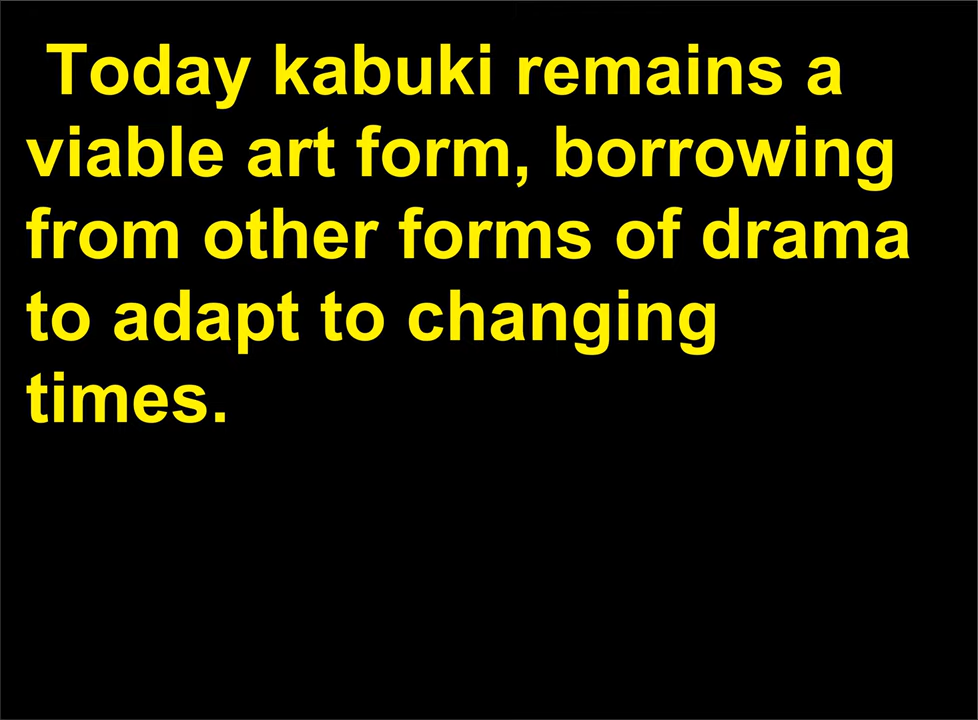 Today kabuki remains a
viable art form, borrowing
from other forms of drama
to adapt to changing
times.